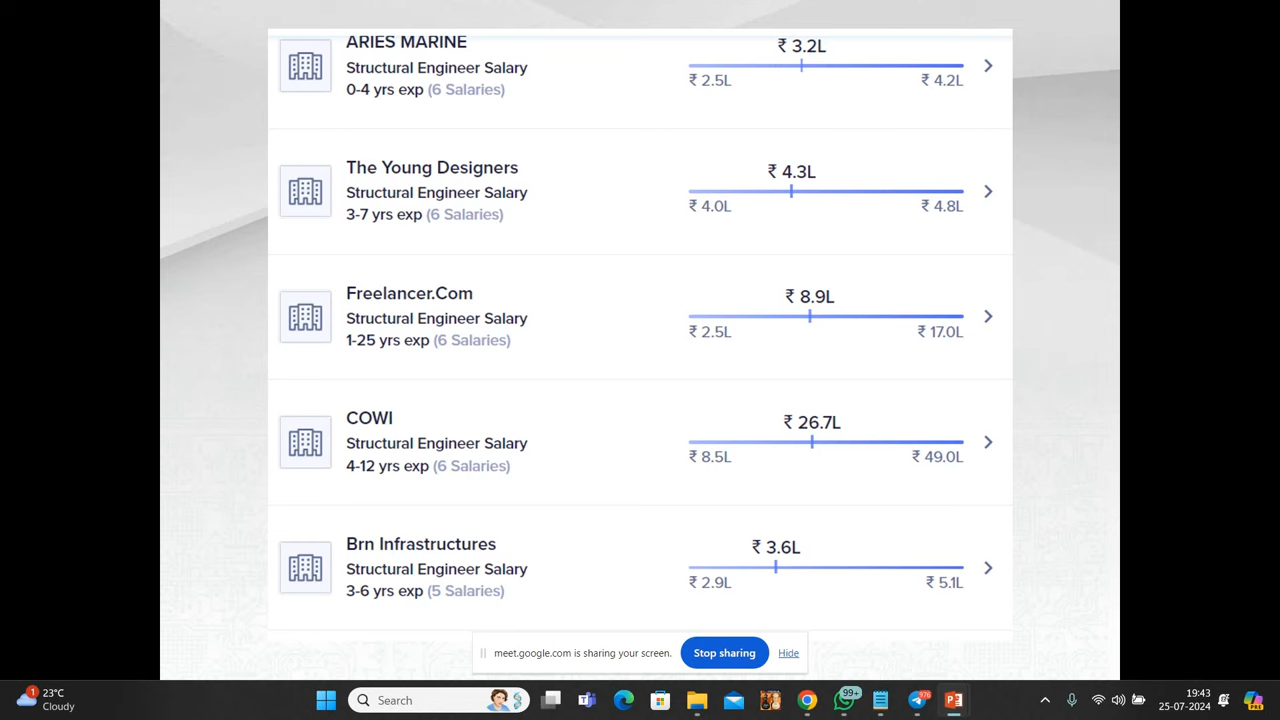 ARIES MARINE
Structural Engineer Salary
0-4 yrs exp (6 Salaries)
₹ 3.2L
₹ 2.5L
₹ 4.2L
The Young Designers
Structural Engineer Salary
3-7 yrs exp (6 Salaries)
₹ 4.3L
₹ 4.0L
₹ 4.8L
Freelancer.Com
Structural Engineer Salary
1-25 yrs exp (6 Salaries)
₹ 8.9L
₹ 2.5L
₹ 17.0L
COWI
Structural Engineer Salary
4-12 yrs exp (6 Salaries)
₹ 26.7L
₹ 8.5L
₹ 49.0L
Brn Infrastructures
Structural Engineer Salary
3-6 yrs exp (5 Salaries)
₹ 3.6L
₹ 2.9L
₹ 5.1L
meet.google.com is sharing your screen.
Stop sharing
Hide
1
23°C
Cloudy
Search
99+
976
19:43
25-07-2024
PRE